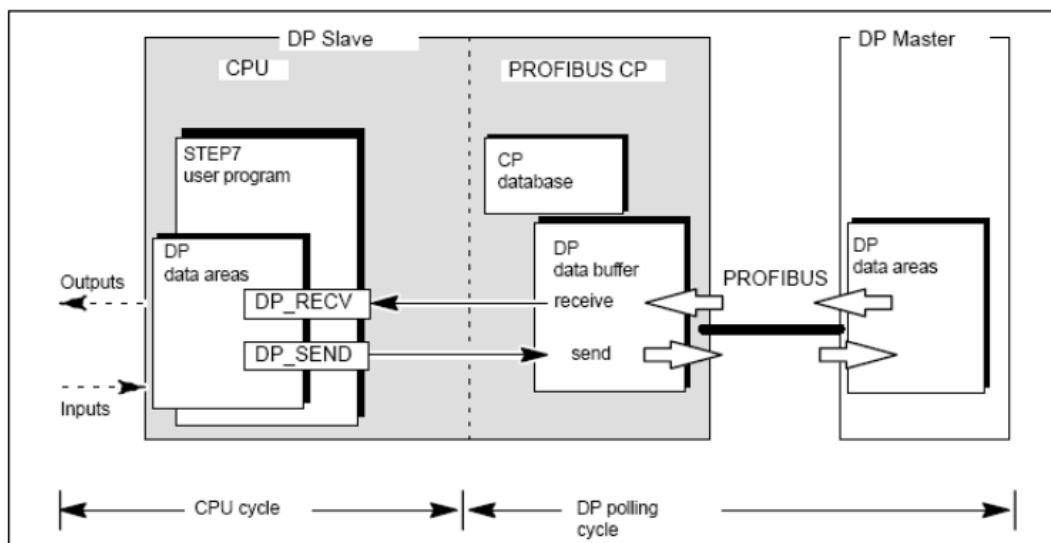 DP Slave
DP Master
CPU
PROFIBUS CP
STEP7
user program
CP
database
DP
data areas
DP
data buffer
DP
data areas
PROFIBUS
Outputs
DP_RECV
receive
DP_SEND
send
Inputs
CPU cycle
DP polling
cycle